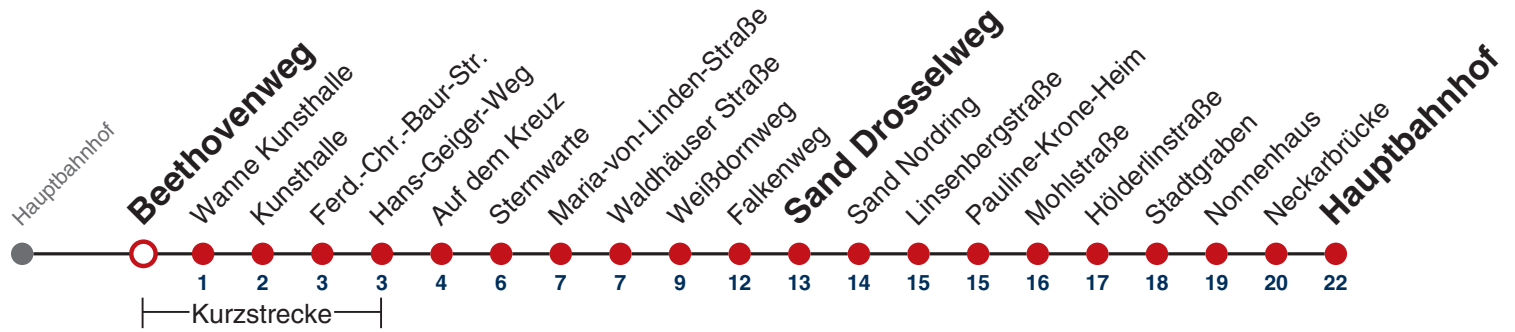 Hauptbahnhof
Beethovenweg
Wanne Kunsthalle
Kunsthalle
Ferd.-Chr.-Baur-Str.
Hans-Geiger-Weg
Auf dem Kreuz
Sternwarte
Maria-von-Linden-Straße
Waldhäuser Straße
Weißdornweg
Falkenweg
Sand Drosselweg
Sand Nordring
Linsenbergstraße
Pauline-Krone-Heim
Mohlstraße
Hölderlinstraße
Stadtgraben
Nonnenhaus
Neckarbrücke
Hauptbahnhof
1 2 3 3 4 6 7 7 9 12 13 14 15 15 16 17 18 19 20 22
Kurzstrecke